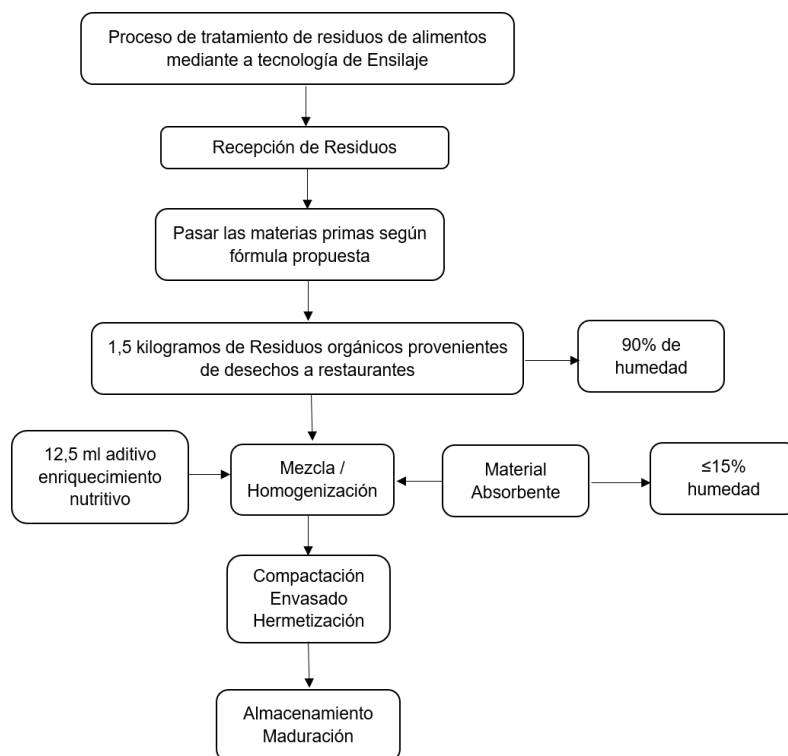 Proceso de tratamiento de residuos de alimentos
mediante a tecnología de Ensilaje
Recepción de Residuos
Pasar las materias primas según
fórmula propuesta
1,5 kilogramos de Residuos orgánicos provenientes
de desechos a restaurantes
90% de
humedad
12,5 ml aditivo
enriquecimiento
nutritivo
Mezcla /
Homogenización
Material
Absorbente
≤15%
humedad
Compactación
Envasado
Hermetización
Almacenamiento
Maduración